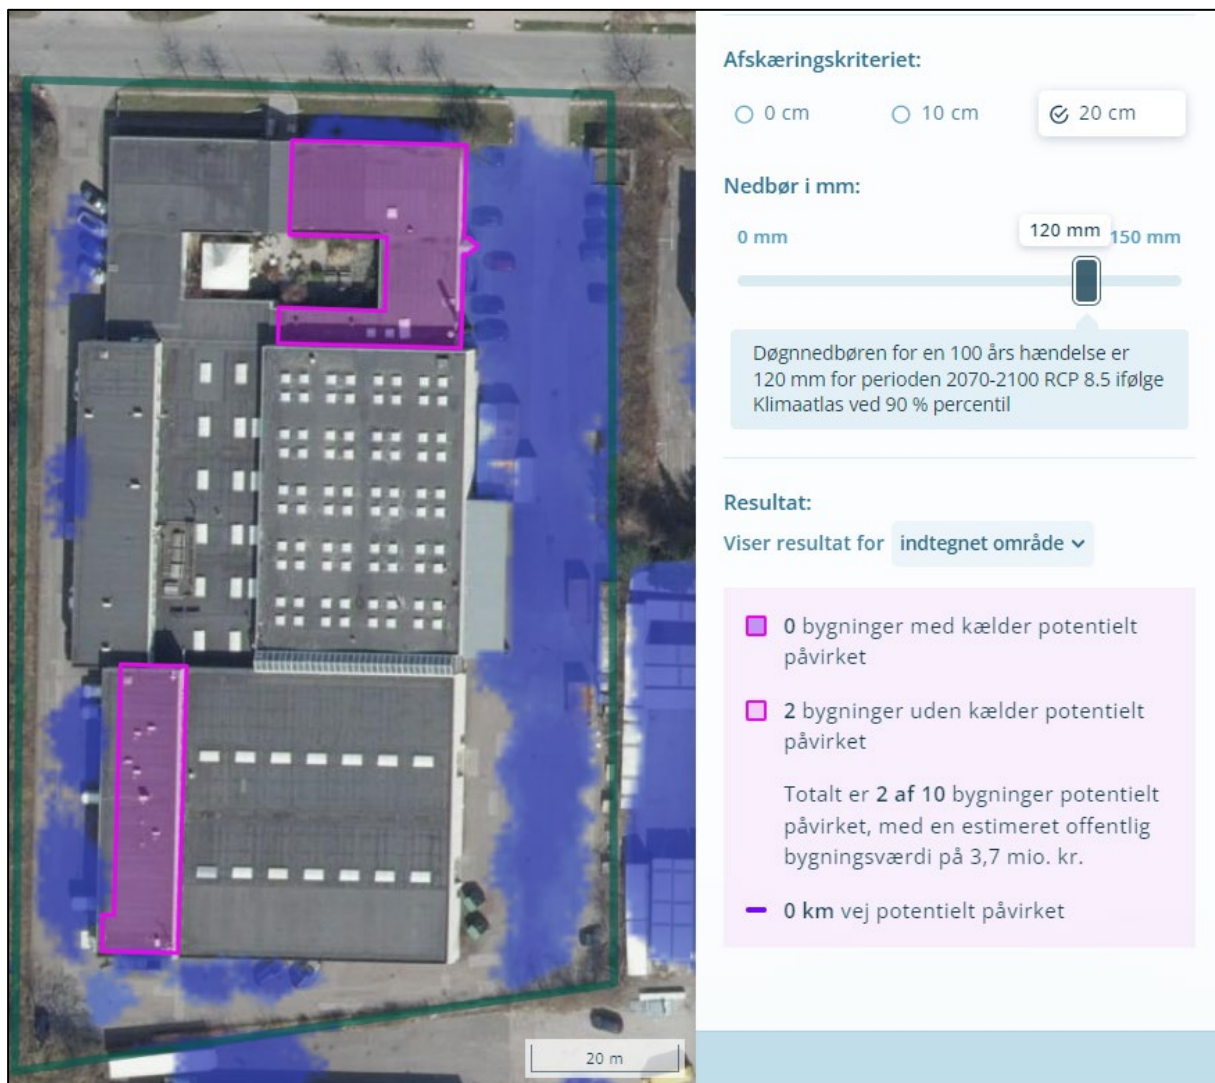 Afskæringskriteriet:
0 cm
10 cm
20 cm
Nedbør i mm:
0 mm
120 mm
150 mm
Døgnnedbøren for en 100 års hændelse er
120 mm for perioden 2070-2100 RCP 8.5 ifølge
Klimaatlas ved 90 % percentil
Resultat:
Viser resultat for indtegnet område
0 bygninger med kælder potentielt
påvirket
2 bygninger uden kælder potentielt
påvirket
Totalt er 2 af 10 bygninger potentielt
påvirket, med en estimeret offentlig
bygningsværdi på 3,7 mio. kr.
0 km vej potentielt påvirket
20 m